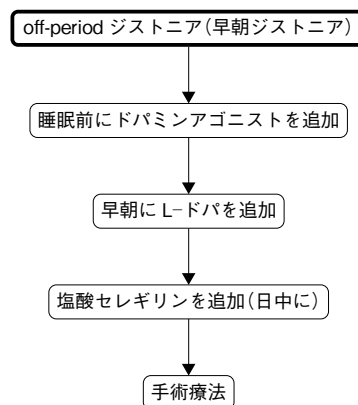 off-period ジストニア(早朝ジストニア)
睡眠前にドパミンアゴニストを追加
早朝に L-ドパを追加
塩酸セレギリンを追加(日中に)
手術療法